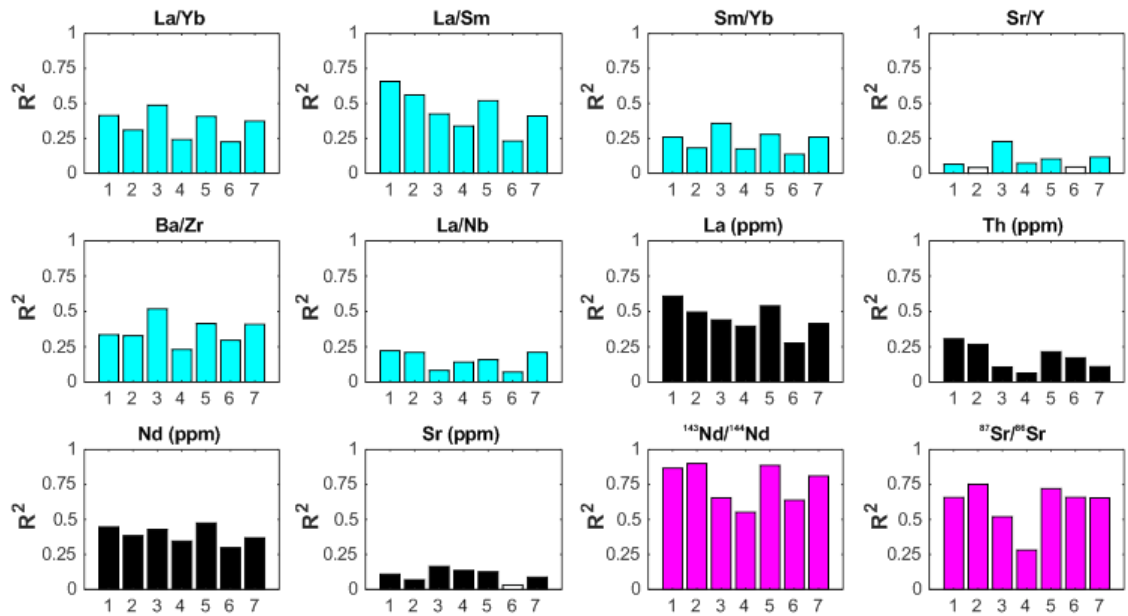 La/Yb
1
0.75
0.5
0.25
0
R²
1 2 3 4 5 6 7
La/Sm
1
0.75
0.5
0.25
0
R²
1 2 3 4 5 6 7
Sm/Yb
1
0.75
0.5
0.25
0
R²
1 2 3 4 5 6 7
Sr/Y
1
0.75
0.5
0.25
0
R²
1 2 3 4 5 6 7
Ba/Zr
1
0.75
0.5
0.25
0
R²
1 2 3 4 5 6 7
La/Nb
1
0.75
0.5
0.25
0
R²
1 2 3 4 5 6 7
La (ppm)
1
0.75
0.5
0.25
0
R²
1 2 3 4 5 6 7
Th (ppm)
1
0.75
0.5
0.25
0
R²
1 2 3 4 5 6 7
Nd (ppm)
1
0.75
0.5
0.25
0
R²
1 2 3 4 5 6 7
Sr (ppm)
1
0.75
0.5
0.25
0
R²
1 2 3 4 5 6 7
¹⁴³Nd/¹⁴⁴Nd
1
0.75
0.5
0.25
0
R²
1 2 3 4 5 6 7
⁸⁷Sr/⁸⁶Sr
1
0.75
0.5
0.25
0
R²
1 2 3 4 5 6 7